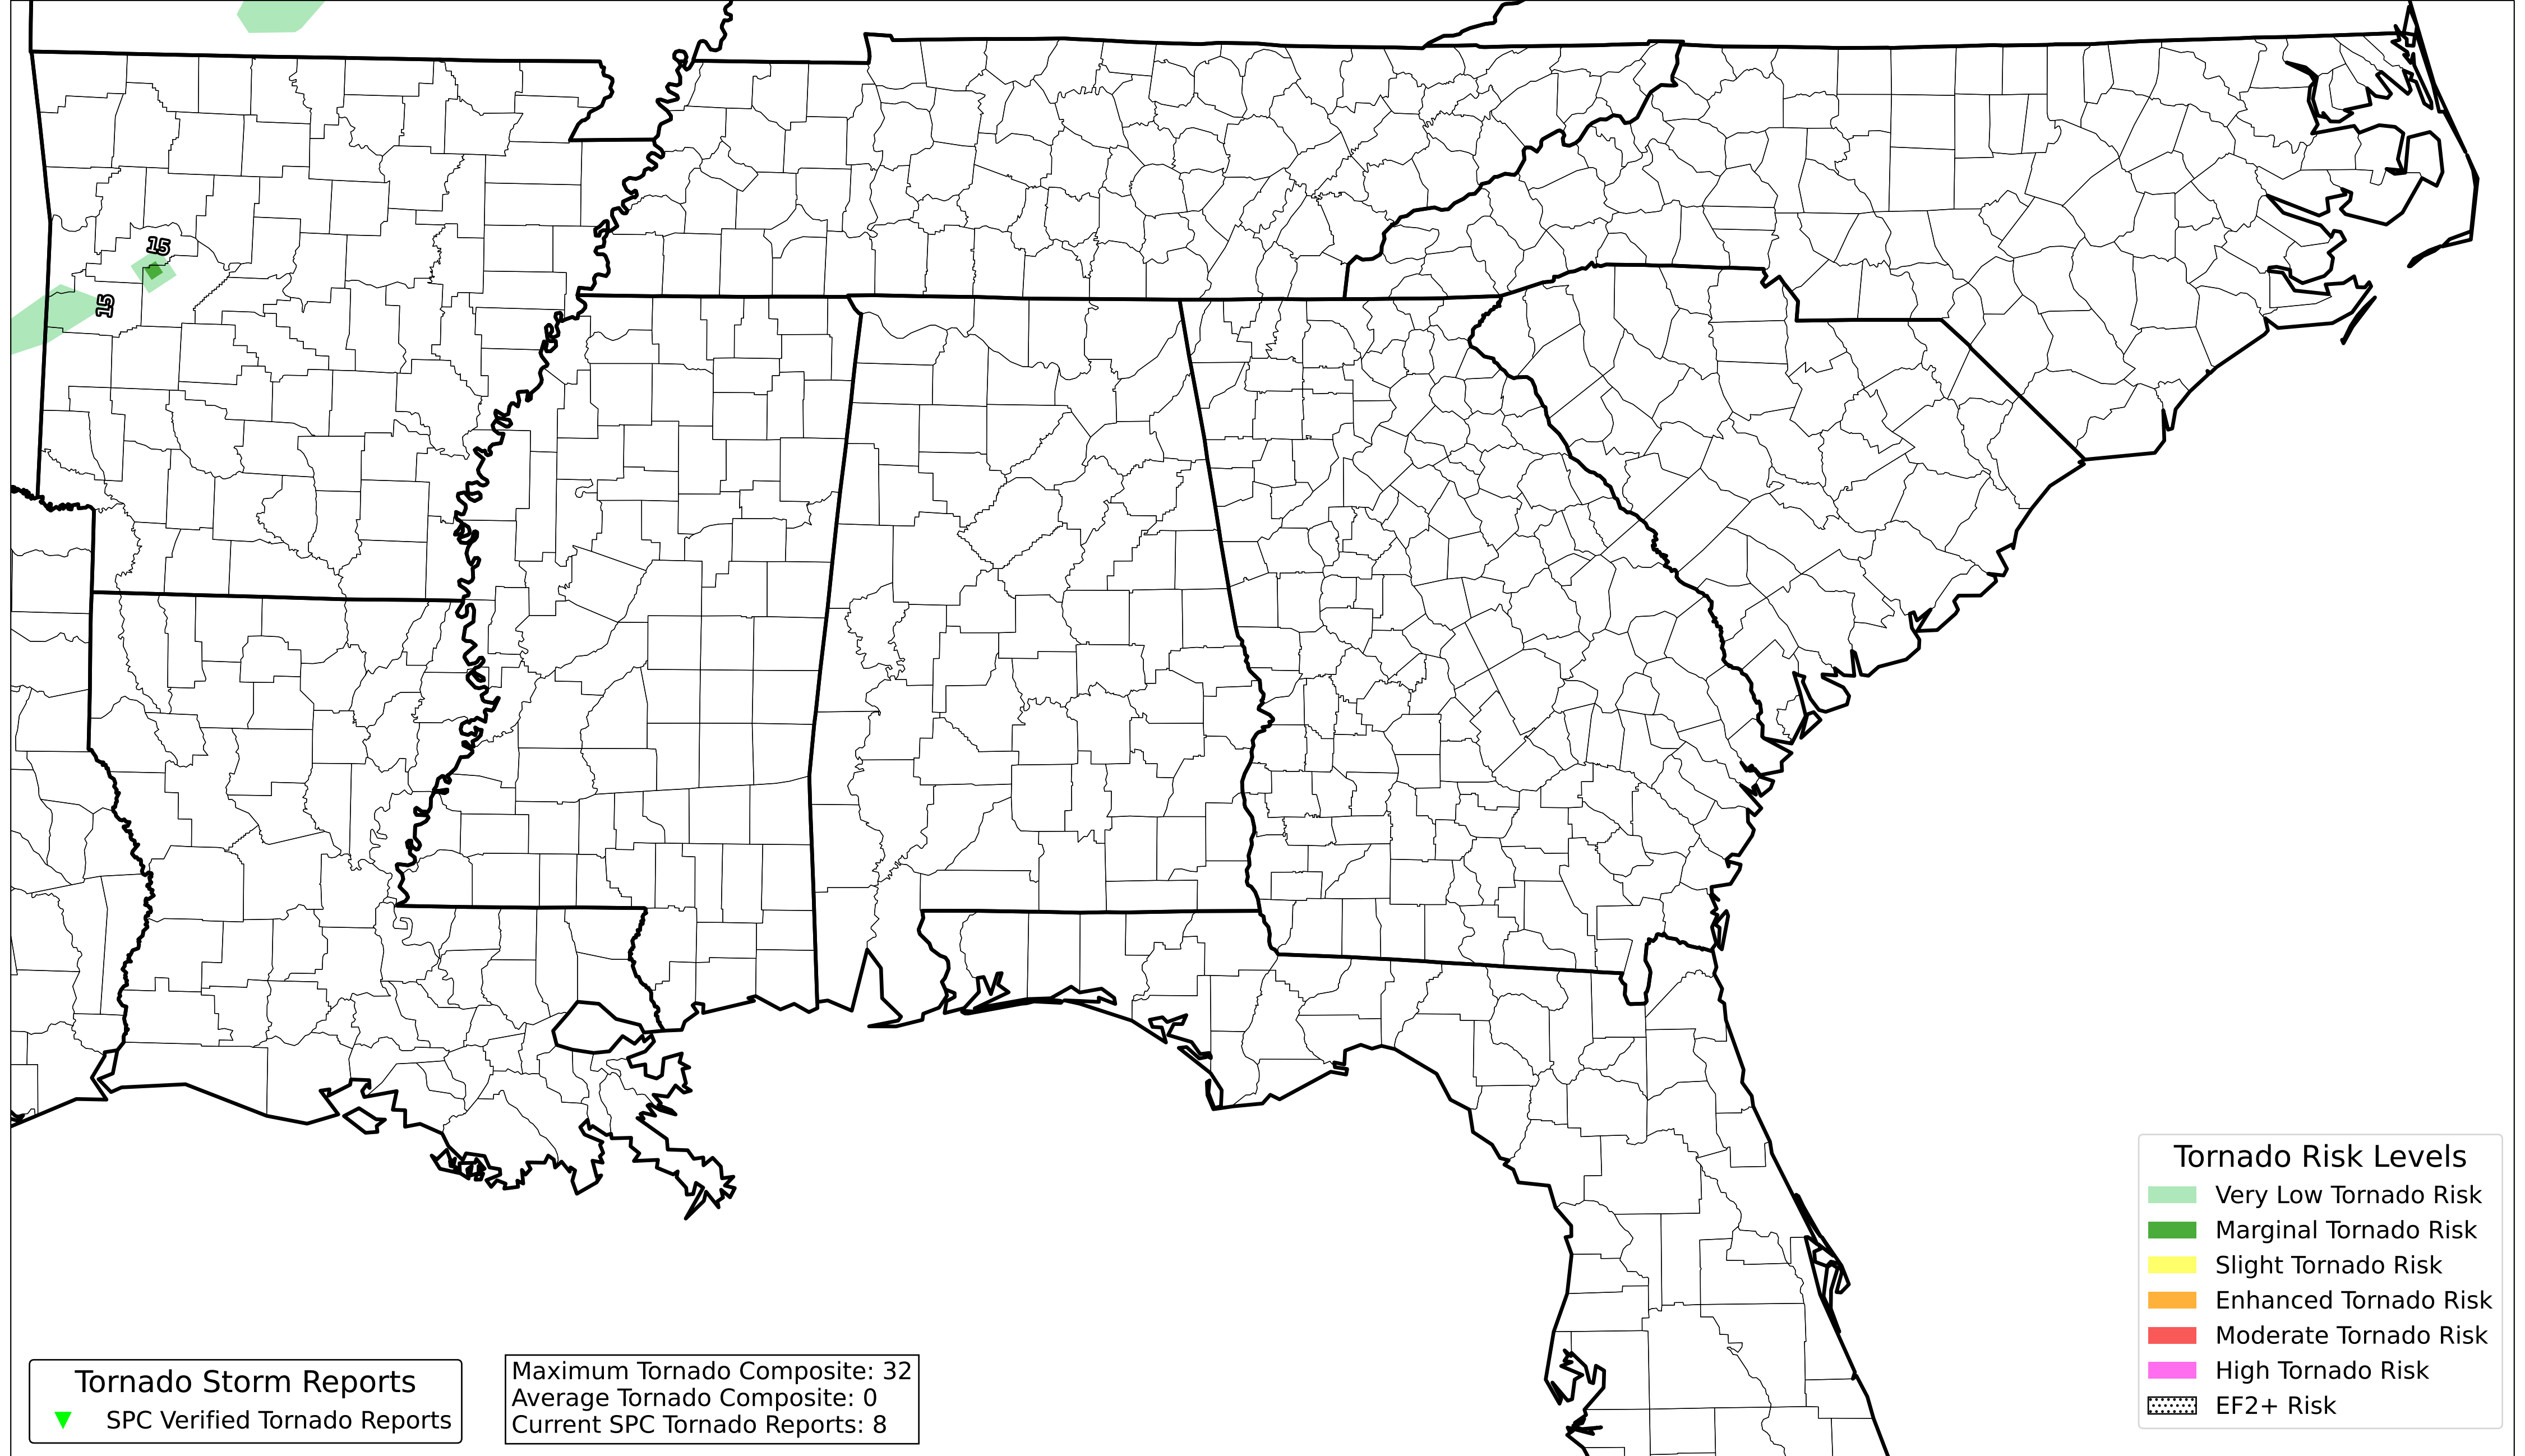 15
15
Tornado Risk Levels
Very Low Tornado Risk
Marginal Tornado Risk
Slight Tornado Risk
Enhanced Tornado Risk
Moderate Tornado Risk
High Tornado Risk
EF2+ Risk
Tornado Storm Reports
SPC Verified Tornado Reports
Maximum Tornado Composite: 32
Average Tornado Composite: 0
Current SPC Tornado Reports: 8